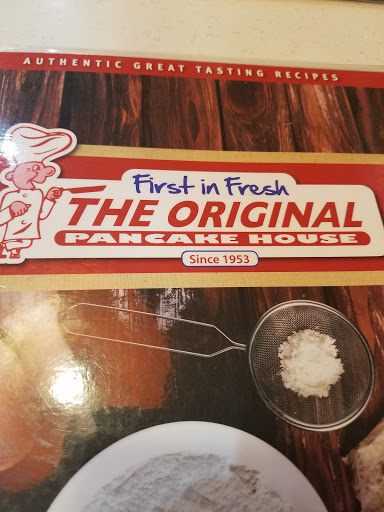 AUTHENTIC GREAT TASTING RECIPES
First in Fresh
THE ORIGINAL
PANCAKE HOUSE
Since 1953